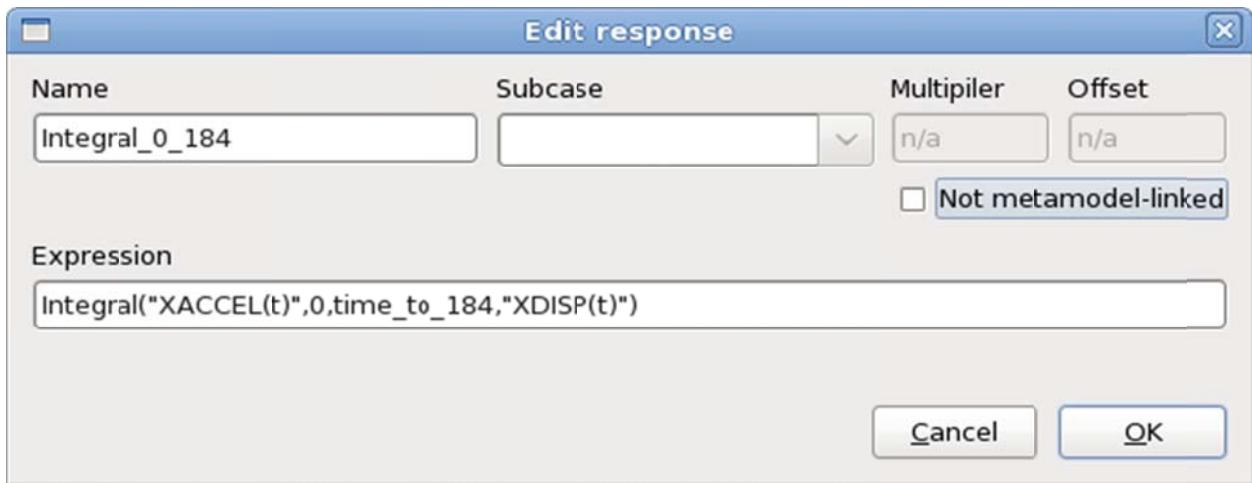 Edit response
Name Subcase Multipiler Offset
Integral_0_184 n/a n/a
Not metamodel-linked
Expression
Integral("XACCEL(t)",0,time_to_184,"XDISP(t)")
Cancel OK